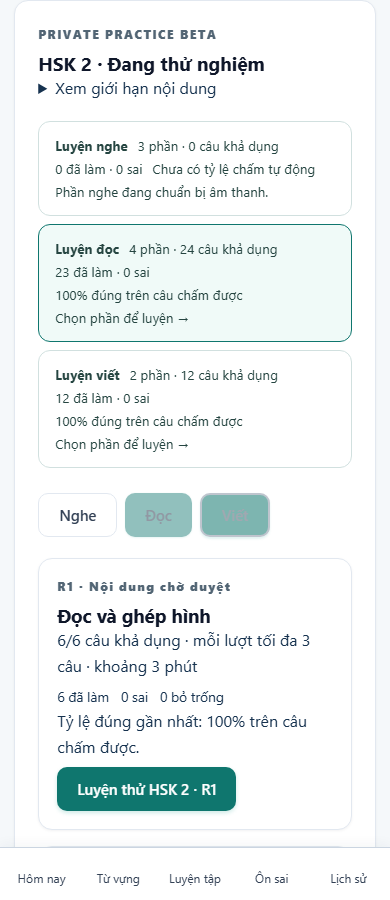 PRIVATE PRACTICE BETA
HSK 2 · Đang thử nghiệm
▶ Xem giới hạn nội dung
Luyện nghe 3 phần · 0 câu khả dụng
0 đã làm · 0 sai Chưa có tỷ lệ chấm tự động
Phần nghe đang chuẩn bị âm thanh.
Luyện đọc 4 phần · 24 câu khả dụng
23 đã làm · 0 sai
100% đúng trên câu chấm được
Chọn phần để luyện →
Luyện viết 2 phần · 12 câu khả dụng
12 đã làm · 0 sai
100% đúng trên câu chấm được
Chọn phần để luyện →
Nghe Đọc
R1 · Nội dung chờ duyệt
Đọc và ghép hình
6/6 câu khả dụng · mỗi lượt tối đa 3
câu · khoảng 3 phút
6 đã làm 0 sai 0 bỏ trống
Tỷ lệ đúng gần nhất: 100% trên câu
chấm được.
Luyện thử HSK 2 · R1
Hôm nay Từ vựng Luyện tập Ôn sai Lịch sử